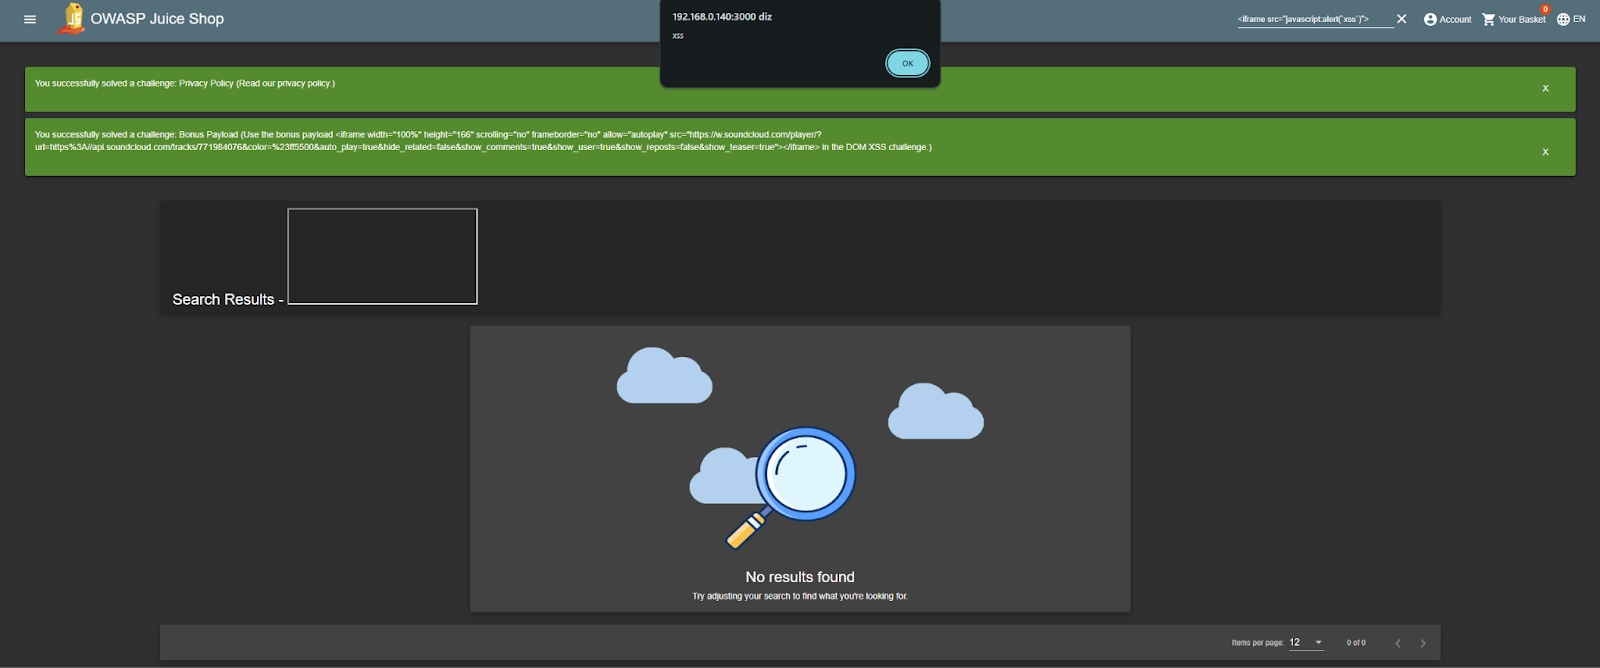 OWASP Juice Shop
192.168.0.140:3000 diz
xss
OK
<iframe src="javascript:alert(`xss`)">
Account
Your Basket
0
EN
You successfully solved a challenge: Privacy Policy (Read our privacy policy.)
X
You successfully solved a challenge: Bonus Payload (Use the bonus payload <iframe width="100%" height="166" scrolling="no" frameborder="no" allow="autoplay" src="https://w.soundcloud.com/player/?
url=https%3A//api.soundcloud.com/tracks/771984076&color=%23ff5500&auto_play=true&hide_related=false&show_comments=true&show_user=true&show_reposts=false&show_teaser=true"></iframe> in the DOM XSS challenge.)
X
Search Results -
No results found
Try adjusting your search to find what you're looking for.
Items per page: 12
0 of 0